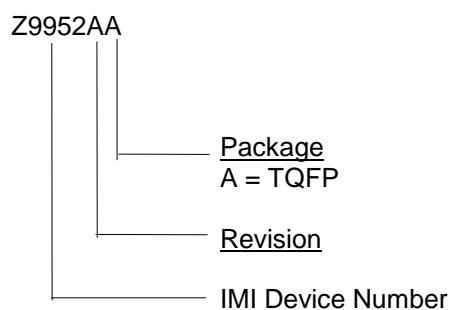 Z9952AA
Package
A = TQFP
Revision
IMI Device Number